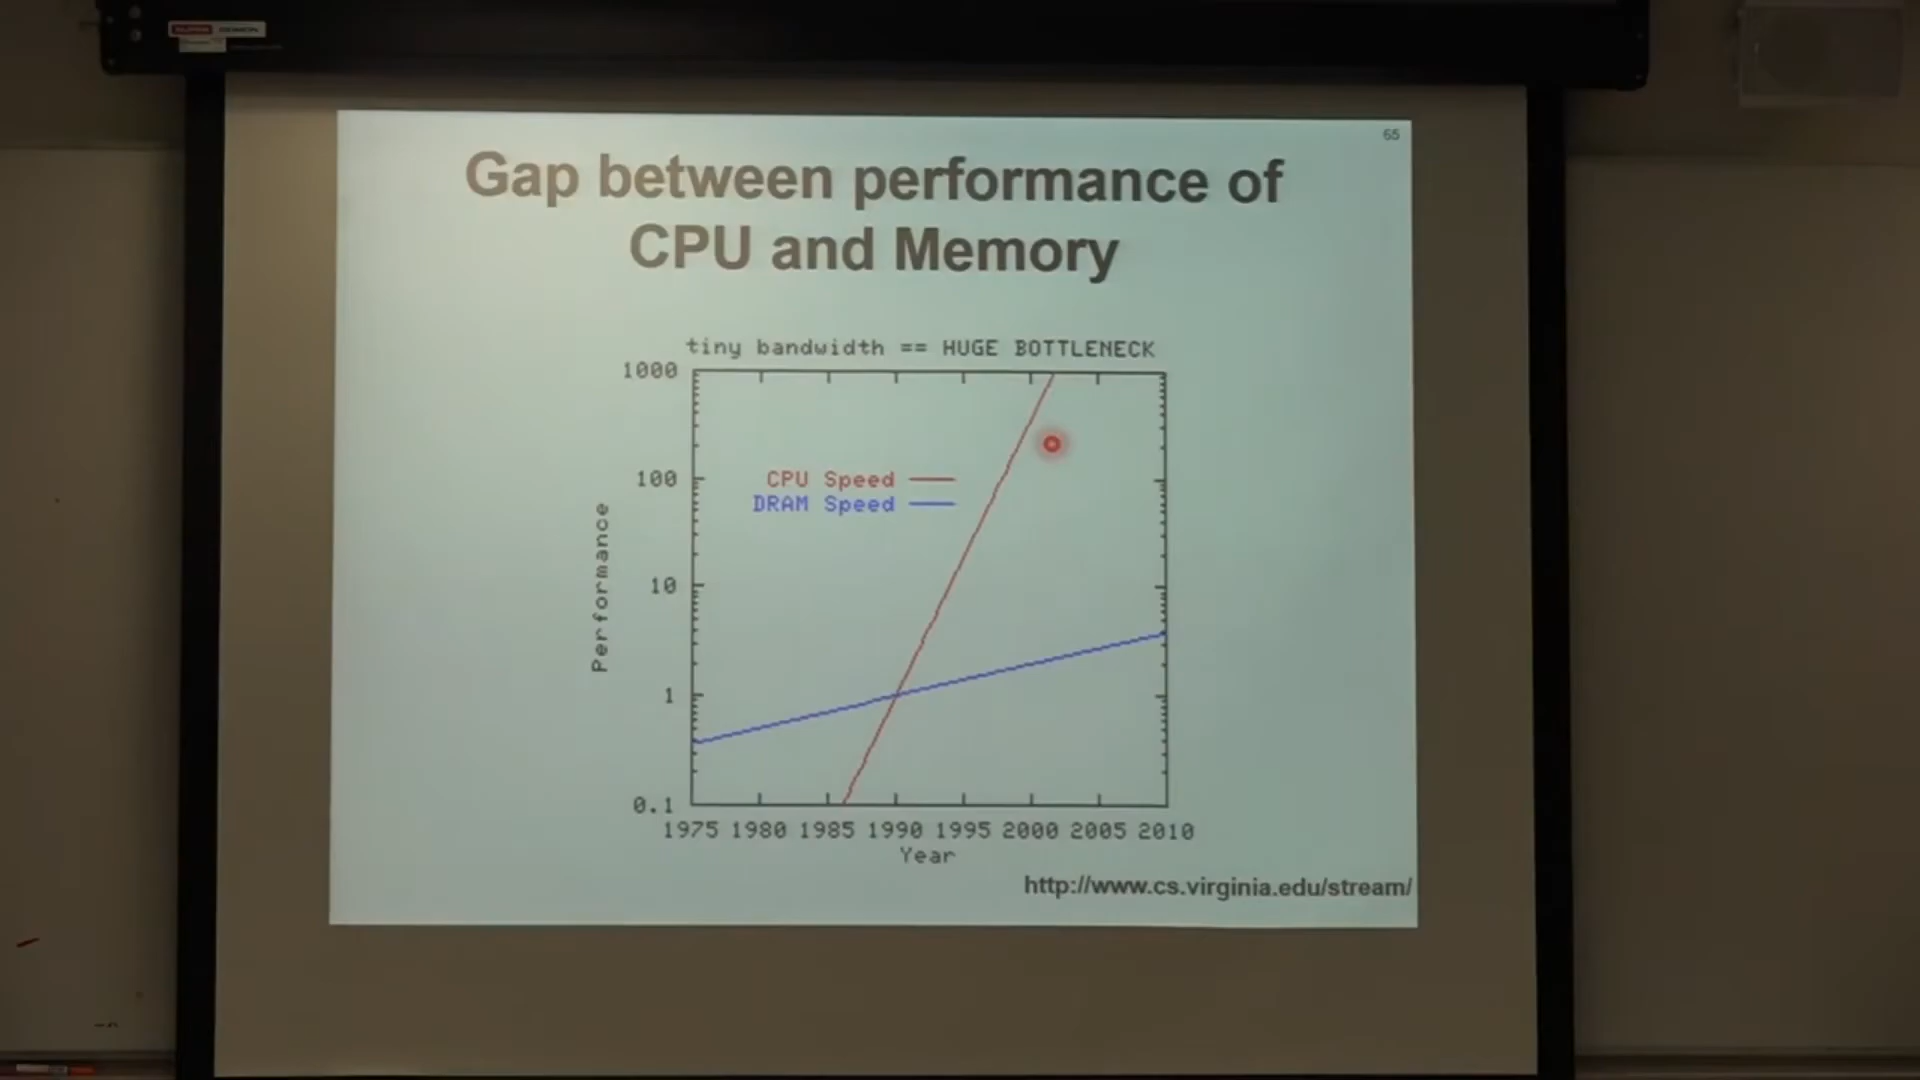 65
Gap between performance of
CPU and Memory
tiny bandwidth == HUGE BOTTLENECK
1000
100
10
1
0.1
CPU Speed
DRAM Speed
Performance
1975 1980 1985 1990 1995 2000 2005 2010
Year
http://www.cs.virginia.edu/stream/